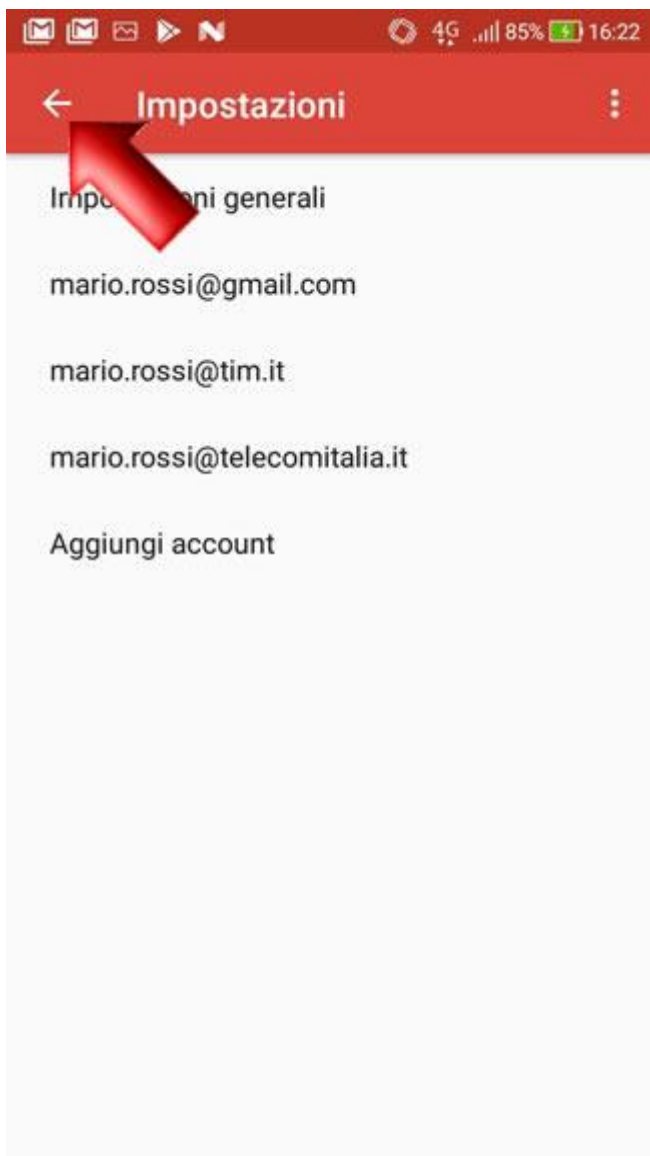 4G 85% 16:22
Impostazioni
generali
mario.rossi@gmail.com
mario.rossi@tim.it
mario.rossi@telecomitalia.it
Aggiungi account